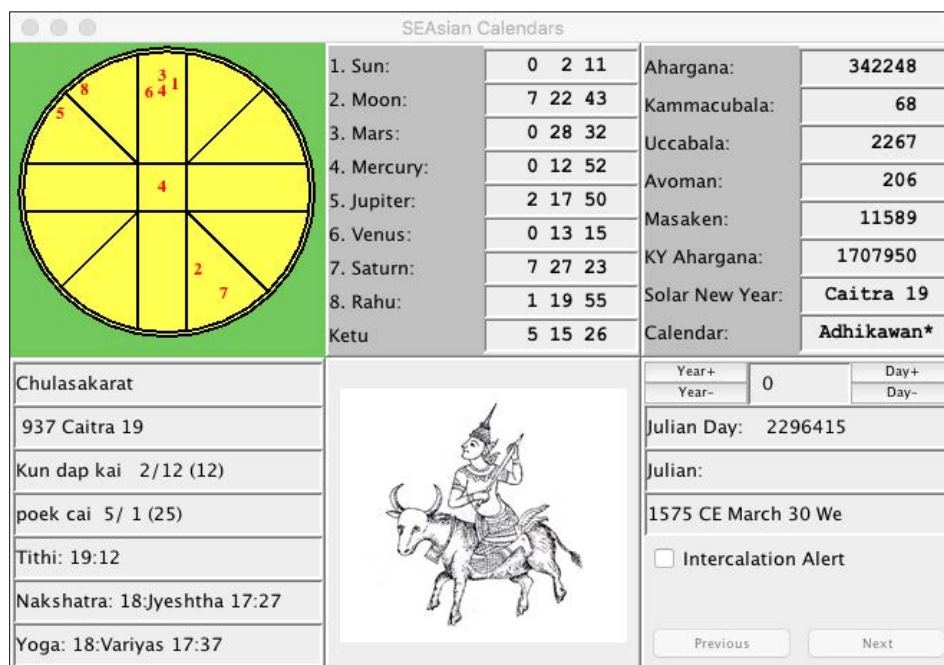 SEAsian Calendars
3
6 4 1
8
5
4
2
7
1. Sun: 0 2 11
2. Moon: 7 22 43
3. Mars: 0 28 32
4. Mercury: 0 12 52
5. Jupiter: 2 17 50
6. Venus: 0 13 15
7. Saturn: 7 27 23
8. Rahu: 1 19 55
Ketu 5 15 26
Ahargana: 342248
Kammacubala: 68
Uccabala: 2267
Avoman: 206
Masaken: 11589
KY Ahargana: 1707950
Solar New Year: Caitra 19
Calendar: Adhikawan*
Chulasakarat
937 Caitra 19
Kun dap kai 2/12 (12)
poek cai 5/ 1 (25)
Tithi: 19:12
Nakshatra: 18:Jyeshtha 17:27
Yoga: 18:Variyas 17:37
Year+ 0 Day+
Year- Day-
Julian Day: 2296415
Julian:
1575 CE March 30 We
Intercalation Alert
Previous Next